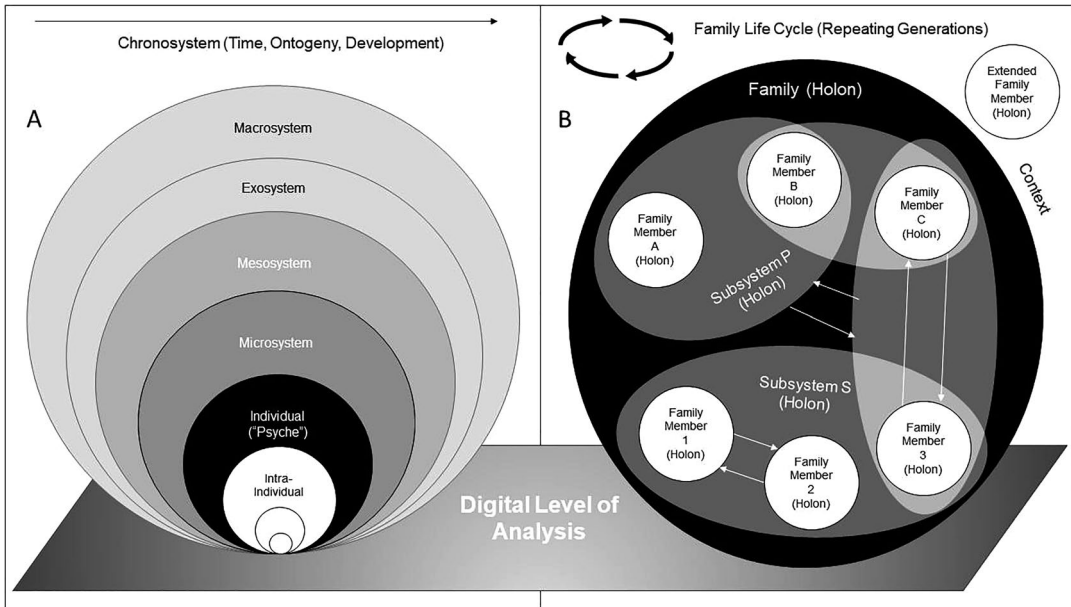 Chronosystem (Time, Ontogeny, Development)
A
Macrosystem
Exosystem
Mesosystem
Microsystem
Individual
("Psyche")
Intra-
Individual
Family Life Cycle (Repeating Generations)
B
Family (Holon)
Extended
Family
Member
(Holon)
Context
Family
Member
B
(Holon)
Family
Member
A
(Holon)
Family
Member
C
(Holon)
Subsystem P
(Holon)
Subsystem S
(Holon)
Family
Member
1
(Holon)
Family
Member
2
(Holon)
Family
Member
3
(Holon)
Digital Level of
Analysis